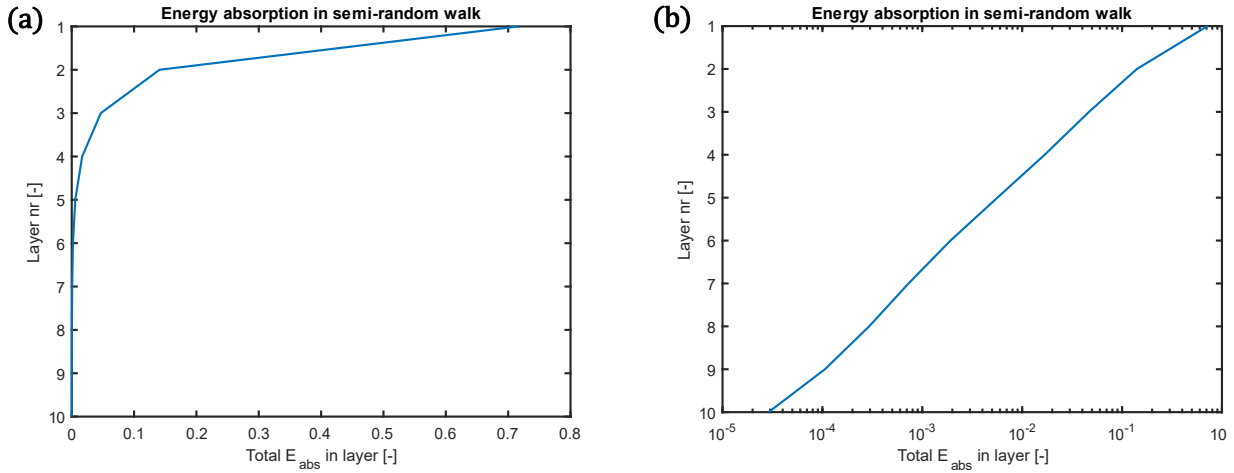 (a)
Energy absorption in semi-random walk
Layer nr [-]
1
2
3
4
5
6
7
8
9
10
0 0.1 0.2 0.3 0.4 0.5 0.6 0.7 0.8
Total E_abs in layer [-]
(b)
Energy absorption in semi-random walk
Layer nr [-]
1
2
3
4
5
6
7
8
9
10
10^-5 10^-4 10^-3 10^-2 10^-1 10
Total E_abs in layer [-]